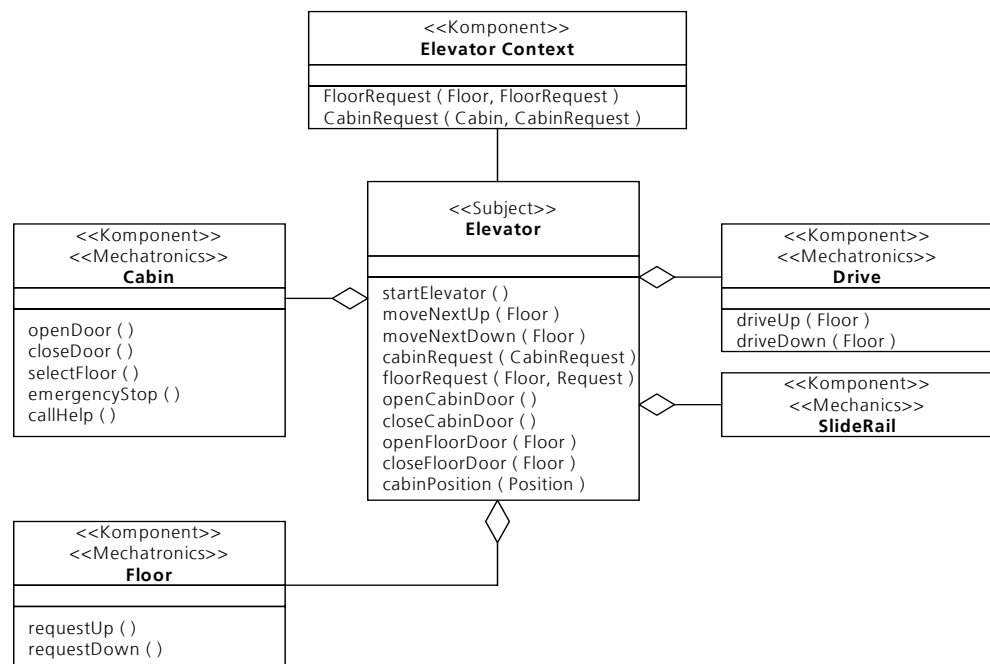 <<Komponent>>
Elevator Context
FloorRequest ( Floor, FloorRequest )
CabinRequest ( Cabin, CabinRequest )
<<Subject>>
Elevator
startElevator ( )
moveNextUp ( Floor )
moveNextDown ( Floor )
cabinRequest ( CabinRequest )
floorRequest ( Floor, Request )
openCabinDoor ( )
closeCabinDoor ( )
openFloorDoor ( Floor )
closeFloorDoor ( Floor )
cabinPosition ( Position )
<<Komponent>>
<<Mechatronics>>
Cabin
openDoor ( )
closeDoor ( )
selectFloor ( )
emergencyStop ( )
callHelp ( )
<<Komponent>>
<<Mechatronics>>
Drive
driveUp ( Floor )
driveDown ( Floor )
<<Komponent>>
<<Mechanics>>
SlideRail
<<Komponent>>
<<Mechatronics>>
Floor
requestUp ( )
requestDown ( )